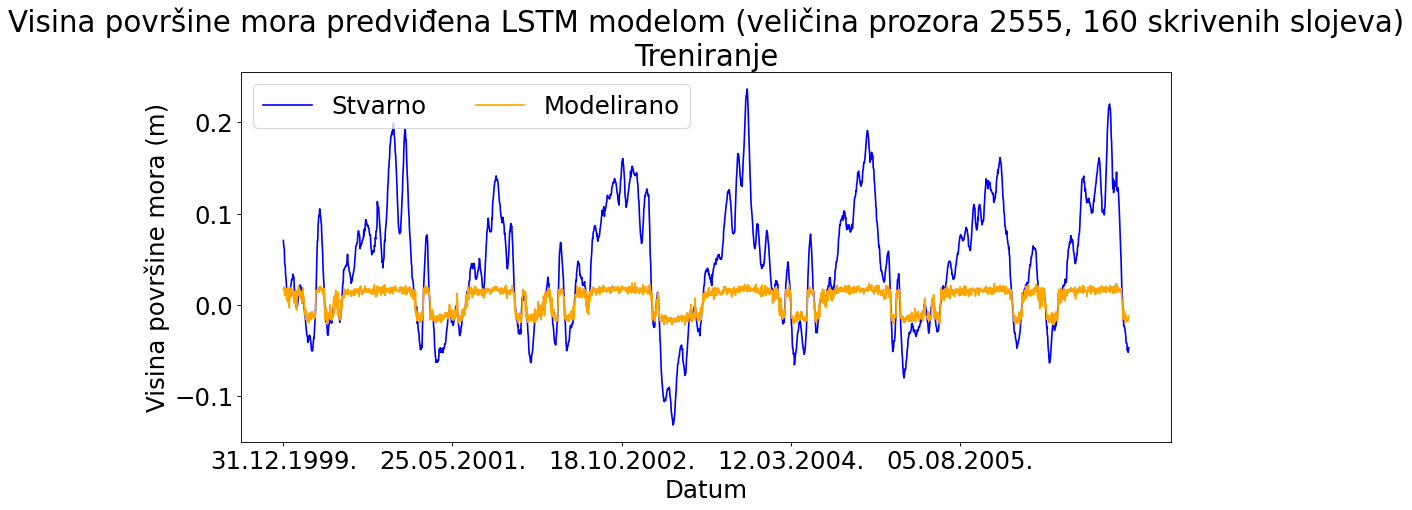 Visina površine mora predviđena LSTM modelom (veličina prozora 2555, 160 skrivenih slojeva)
Treniranje
Stvarno Modelirano
Visina površine mora (m)
0.2
0.1
0.0
−0.1
31.12.1999. 25.05.2001. 18.10.2002. 12.03.2004. 05.08.2005.
Datum